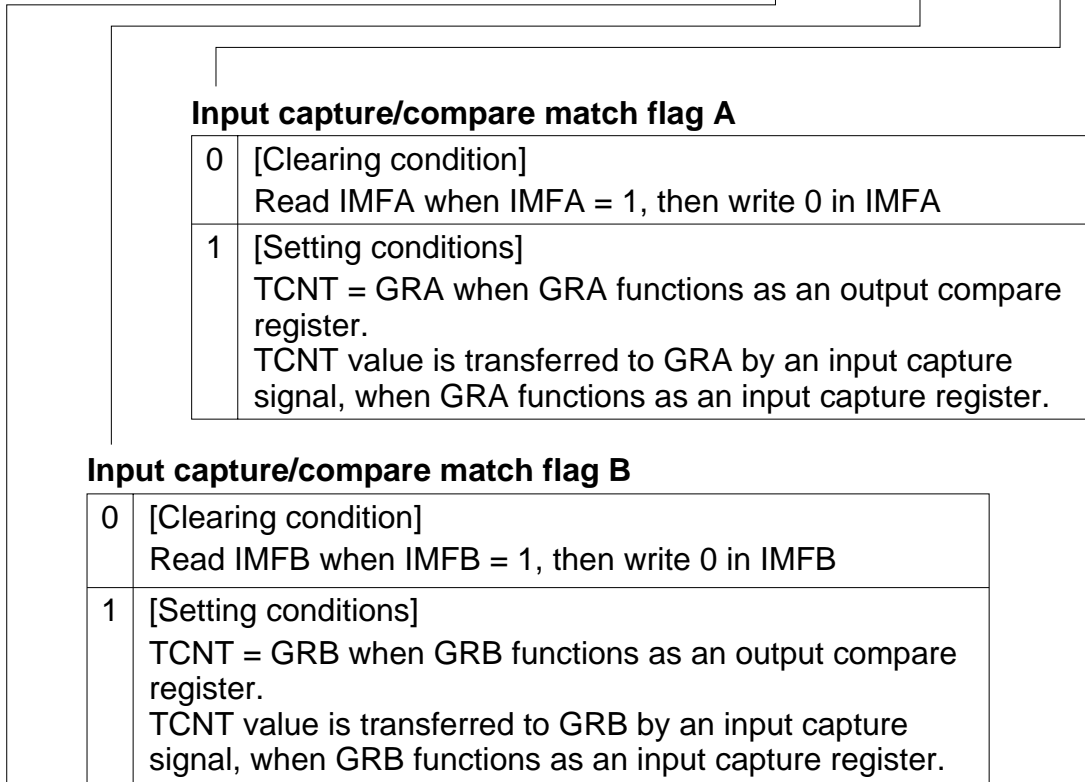 Input capture/compare match flag A
0 [Clearing condition]
Read IMFA when IMFA = 1, then write 0 in IMFA
1 [Setting conditions]
TCNT = GRA when GRA functions as an output compare
register.
TCNT value is transferred to GRA by an input capture
signal, when GRA functions as an input capture register.
Input capture/compare match flag B
0 [Clearing condition]
Read IMFB when IMFB = 1, then write 0 in IMFB
1 [Setting conditions]
TCNT = GRB when GRB functions as an output compare
register.
TCNT value is transferred to GRB by an input capture
signal, when GRB functions as an input capture register.